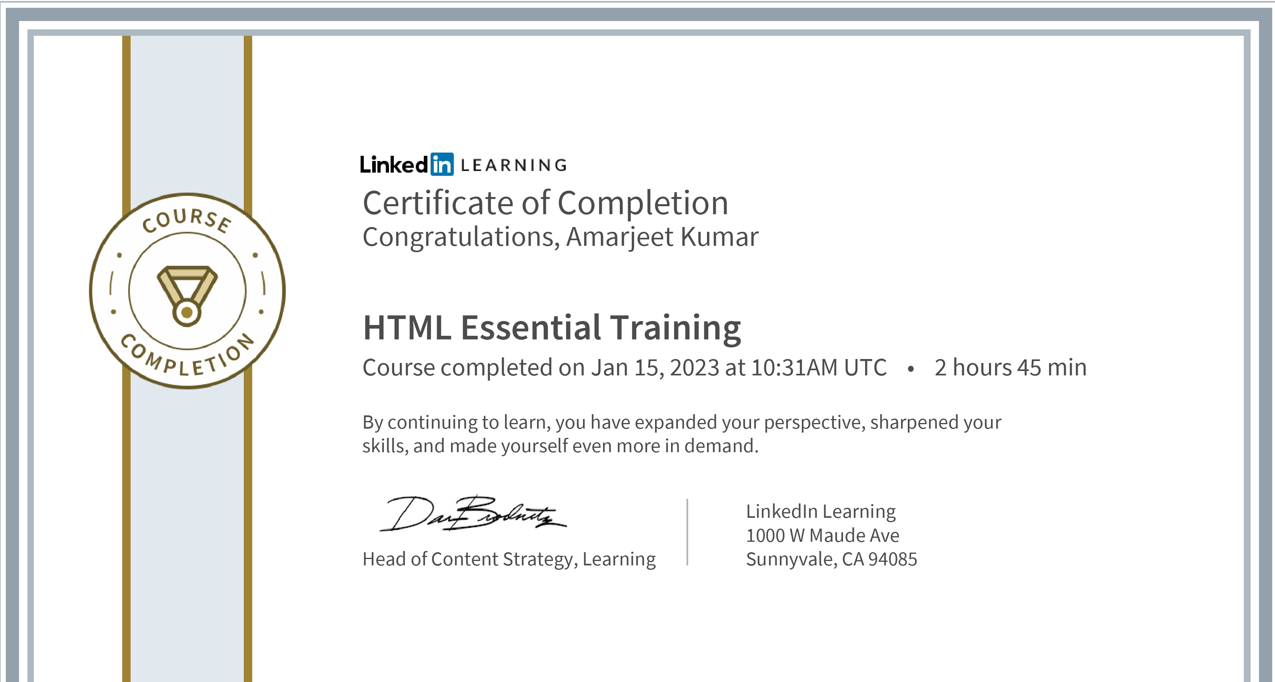 COURSE
COMPLETION
LinkedIn LEARNING
Certificate of Completion
Congratulations, Amarjeet Kumar
HTML Essential Training
Course completed on Jan 15, 2023 at 10:31AM UTC • 2 hours 45 min
By continuing to learn, you have expanded your perspective, sharpened your
skills, and made yourself even more in demand.
Dan Brodnitz
Head of Content Strategy, Learning
LinkedIn Learning
1000 W Maude Ave
Sunnyvale, CA 94085